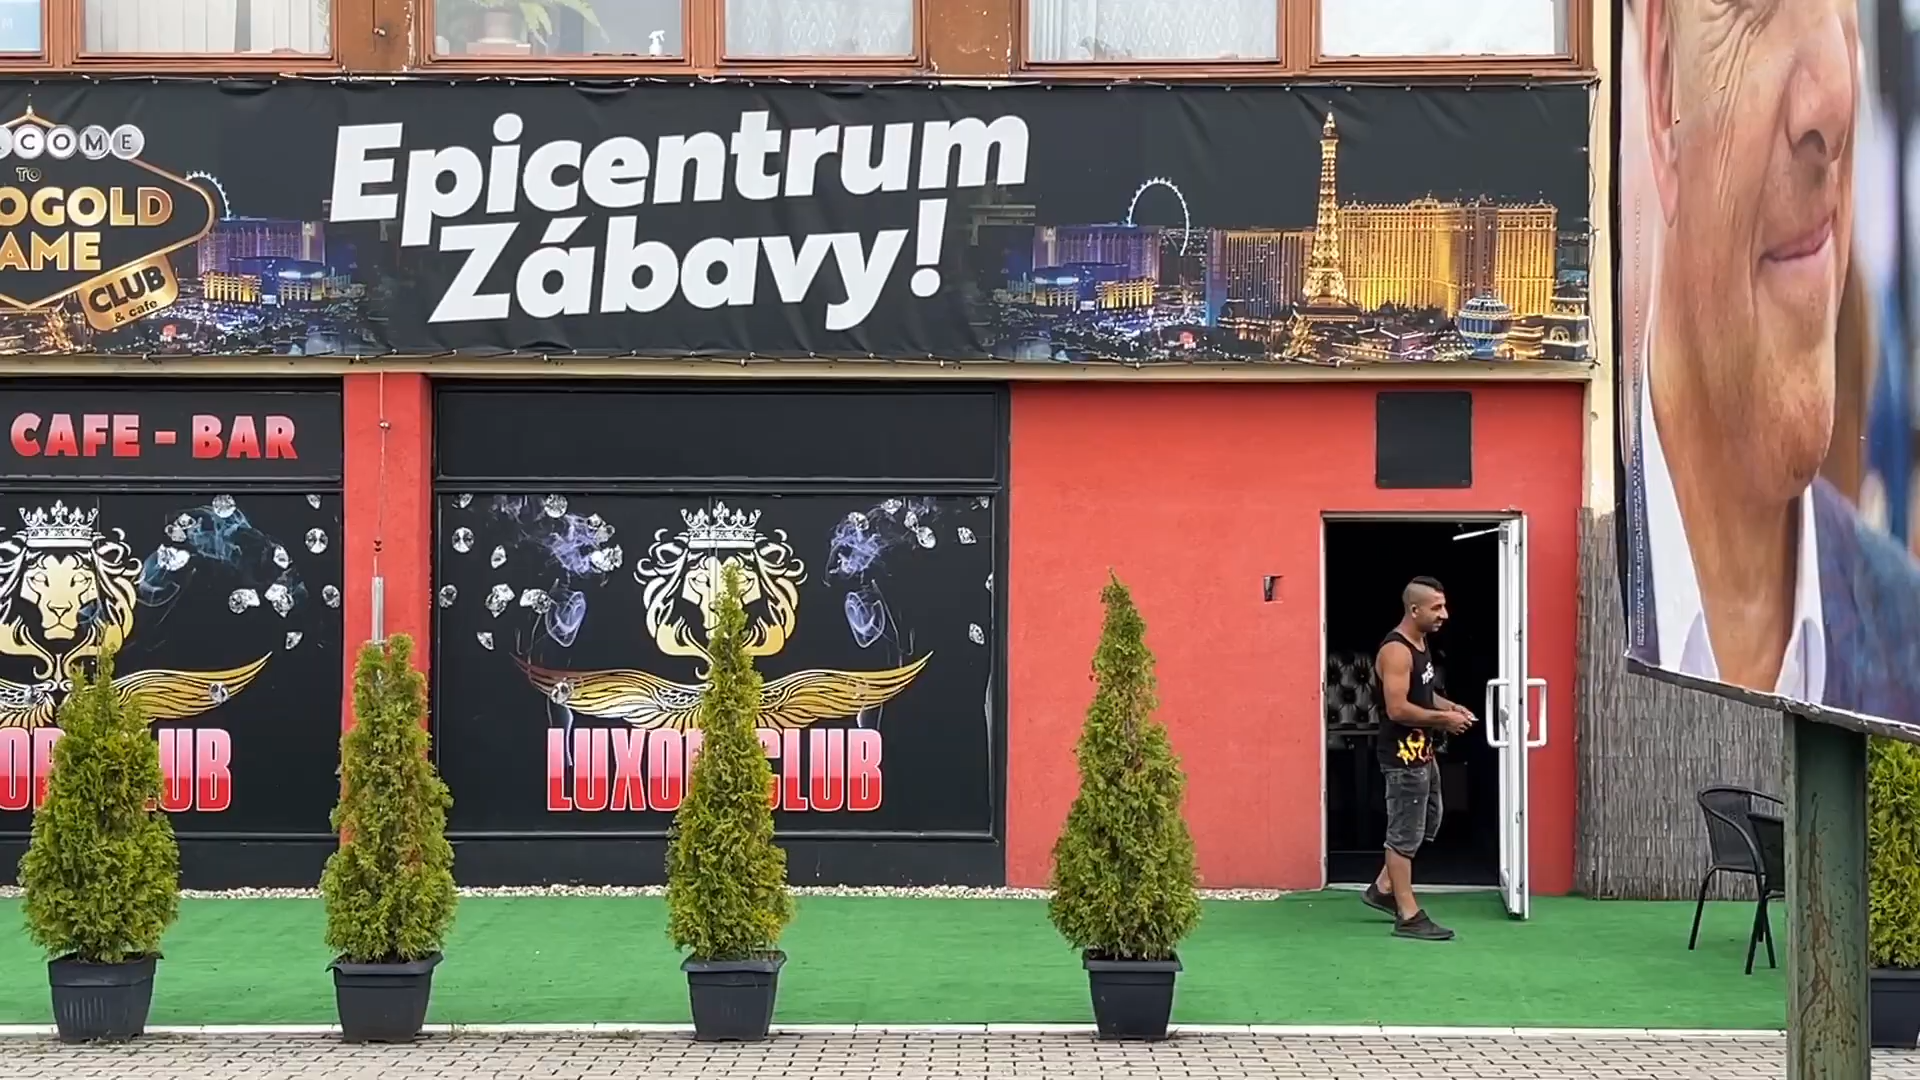 COME
TO
OGOLD
AME
CLUB
& cafe
Epicentrum
Zábavy!
CAFE - BAR
LUXOR CLUB